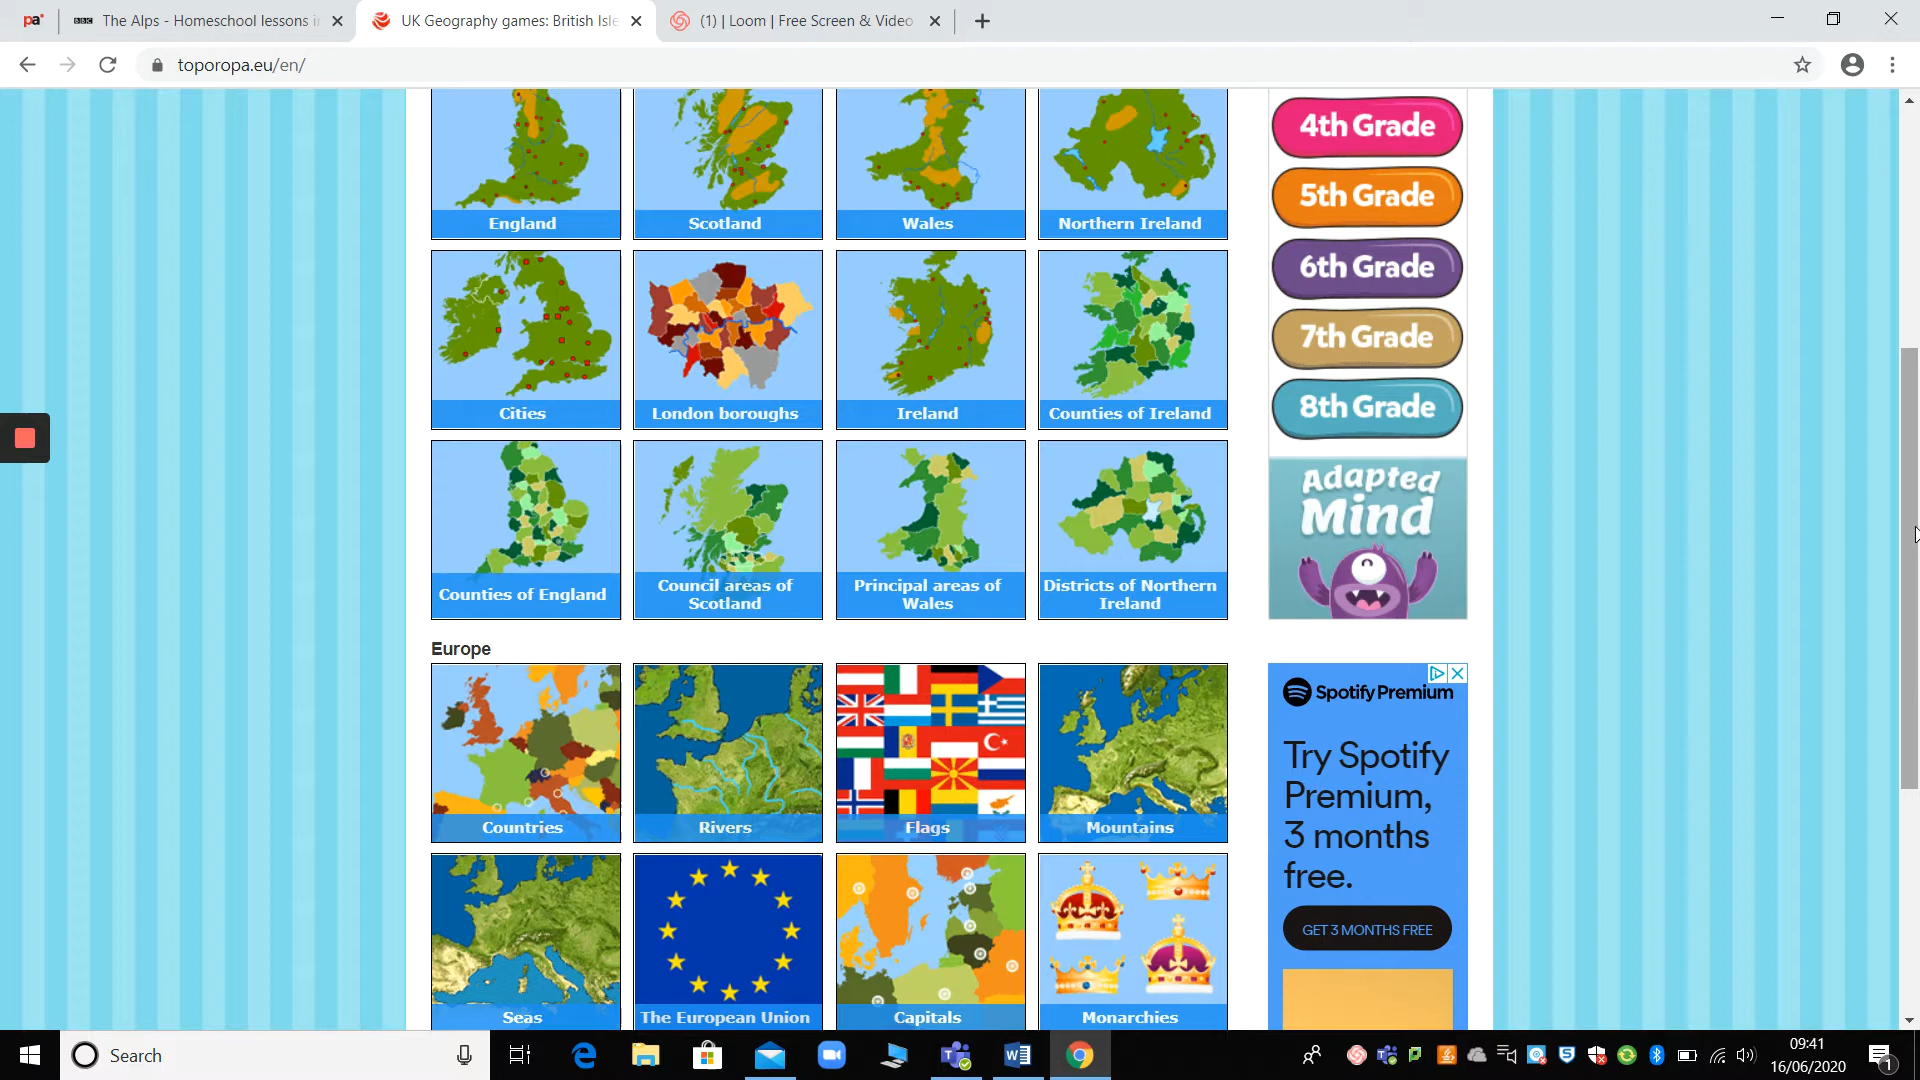 pa
BBC The Alps - Homeschool lessons i
UK Geography games: British Isle
(1) | Loom | Free Screen & Video
toporopa.eu/en/
England
Scotland
Wales
Northern Ireland
Cities
London boroughs
Ireland
Counties of Ireland
Counties of England
Council areas of
Scotland
Principal areas of
Wales
Districts of Northern
Ireland
Europe
Countries
Rivers
Flags
Mountains
Seas
The European Union
Capitals
Monarchies
4th Grade
5th Grade
6th Grade
7th Grade
8th Grade
Adapted
Mind
Spotify Premium
Try Spotify
Premium,
3 months
free.
GET 3 MONTHS FREE
Search
09:41
16/06/2020
1